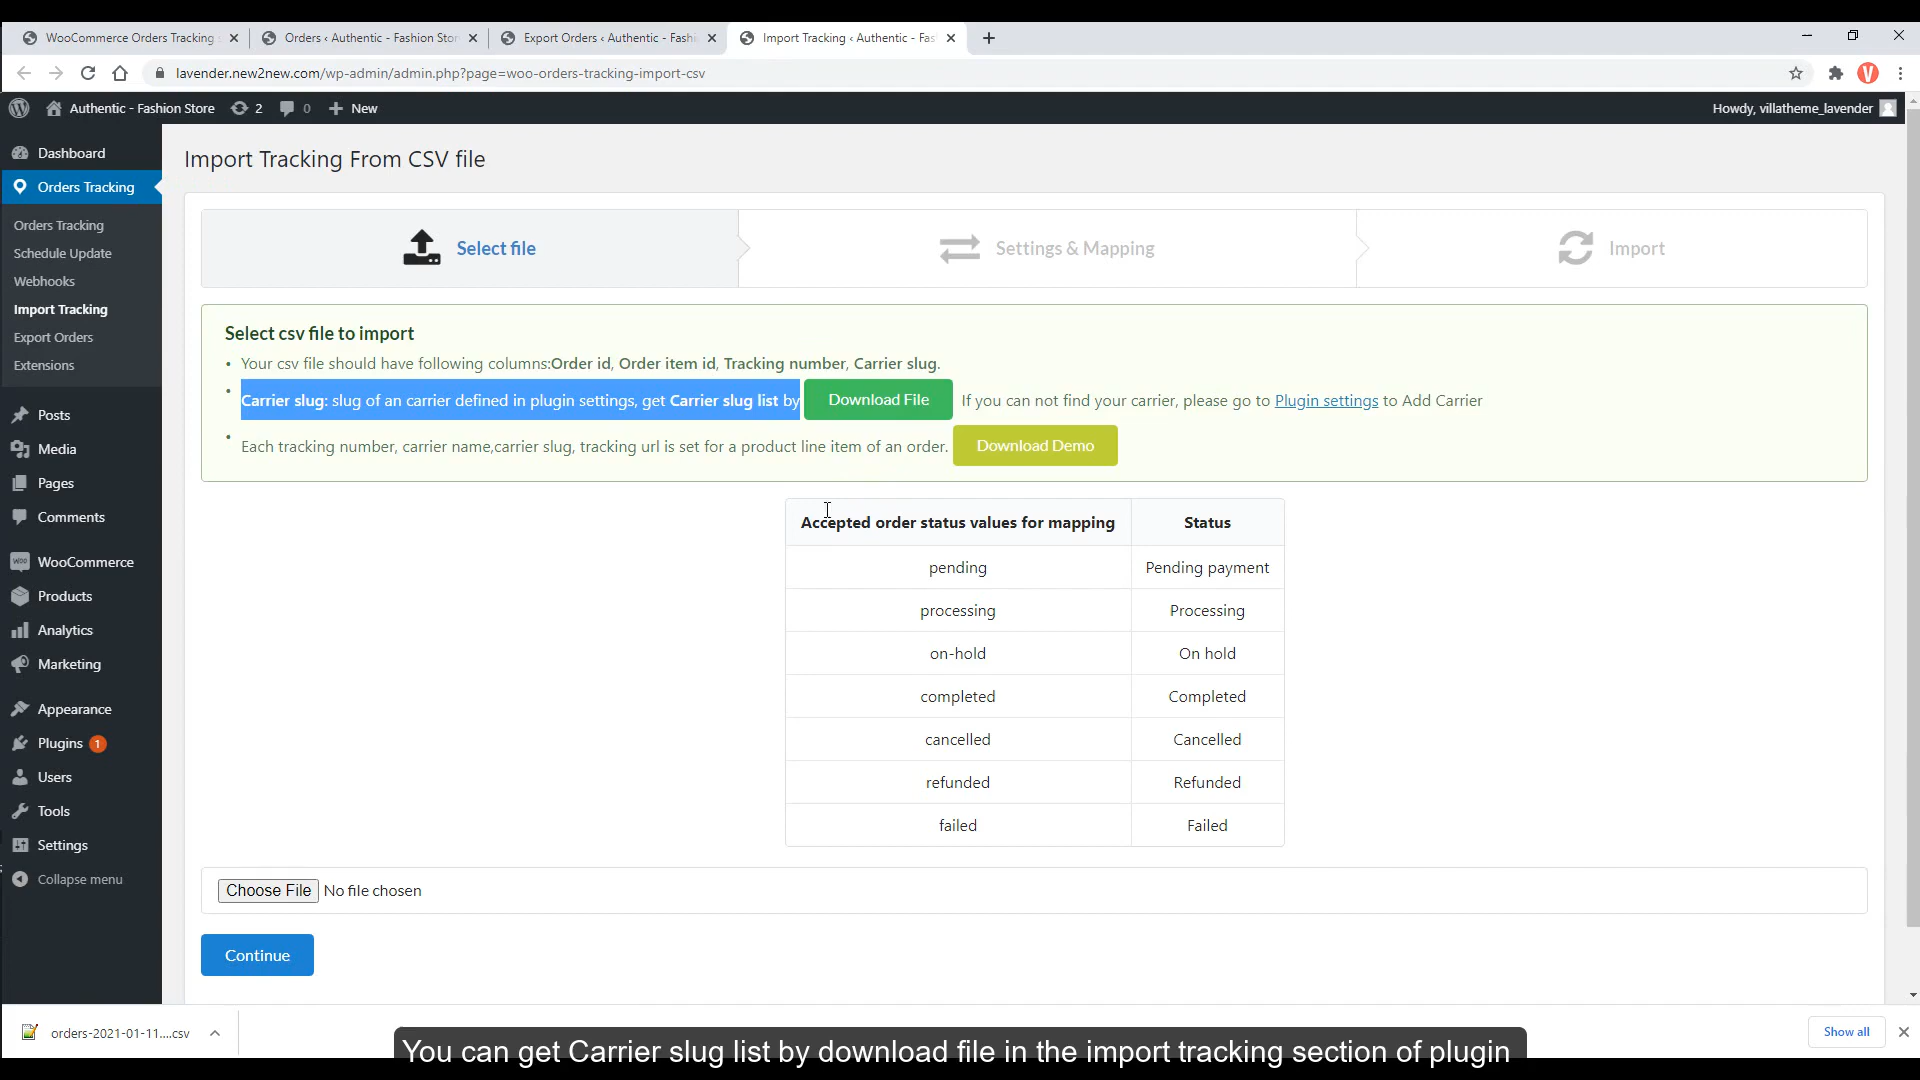 WooCommerce Orders Tracking
Orders ‹ Authentic - Fashion Stor
Export Orders ‹ Authentic - Fash
Import Tracking ‹ Authentic - Fas
lavender.new2new.com/wp-admin/admin.php?page=woo-orders-tracking-import-csv
V
Authentic - Fashion Store
2
0
New
Howdy, villatheme_lavender
Dashboard
Orders Tracking
Orders Tracking
Schedule Update
Webhooks
Import Tracking
Export Orders
Extensions
Posts
Media
Pages
Comments
WooCommerce
Products
Analytics
Marketing
Appearance
Plugins 1
Users
Tools
Settings
Collapse menu
Import Tracking From CSV file
Select file
Settings & Mapping
Import
Select csv file to import
• Your csv file should have following columns:Order id, Order item id, Tracking number, Carrier slug.
• Carrier slug: slug of an carrier defined in plugin settings, get Carrier slug list by Download File If you can not find your carrier, please go to Plugin settings to Add Carrier
• Each tracking number, carrier name,carrier slug, tracking url is set for a product line item of an order. Download Demo
Accepted order status values for mapping Status
pending Pending payment
processing Processing
on-hold On hold
completed Completed
cancelled Cancelled
refunded Refunded
failed Failed
Choose File No file chosen
Continue
orders-2021-01-11....csv
Show all
You can get Carrier slug list by download file in the import tracking section of plugin